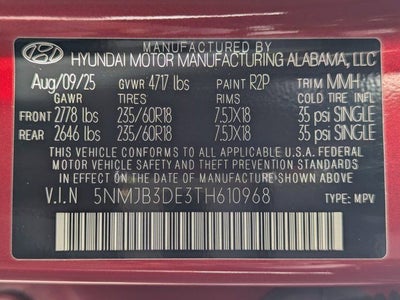 MANUFACTURED BY
HYUNDAI MOTOR MANUFACTURING ALABAMA, LLC
Aug/09/25 GVWR 4717 lbs PAINT R2P TRIM MMH
GAWR TIRES RIMS COLD TIRE INFL
FRONT 2778 lbs 235/60R18 7.5JX18 35 psi SINGLE
REAR 2646 lbs 235/60R18 7.5JX18 35 psi SINGLE
THIS VEHICLE CONFORMS TO ALL APPLICABLE U.S.A. FEDERAL
MOTOR VEHICLE SAFETY, BUMPER, AND THEFT PREVENTION STANDARDS
IN EFFECT ON THE DATE OF MANUFACTURE SHOWN ABOVE.
V.I.N 5NMJB3DE3TH610968 TYPE: MPV